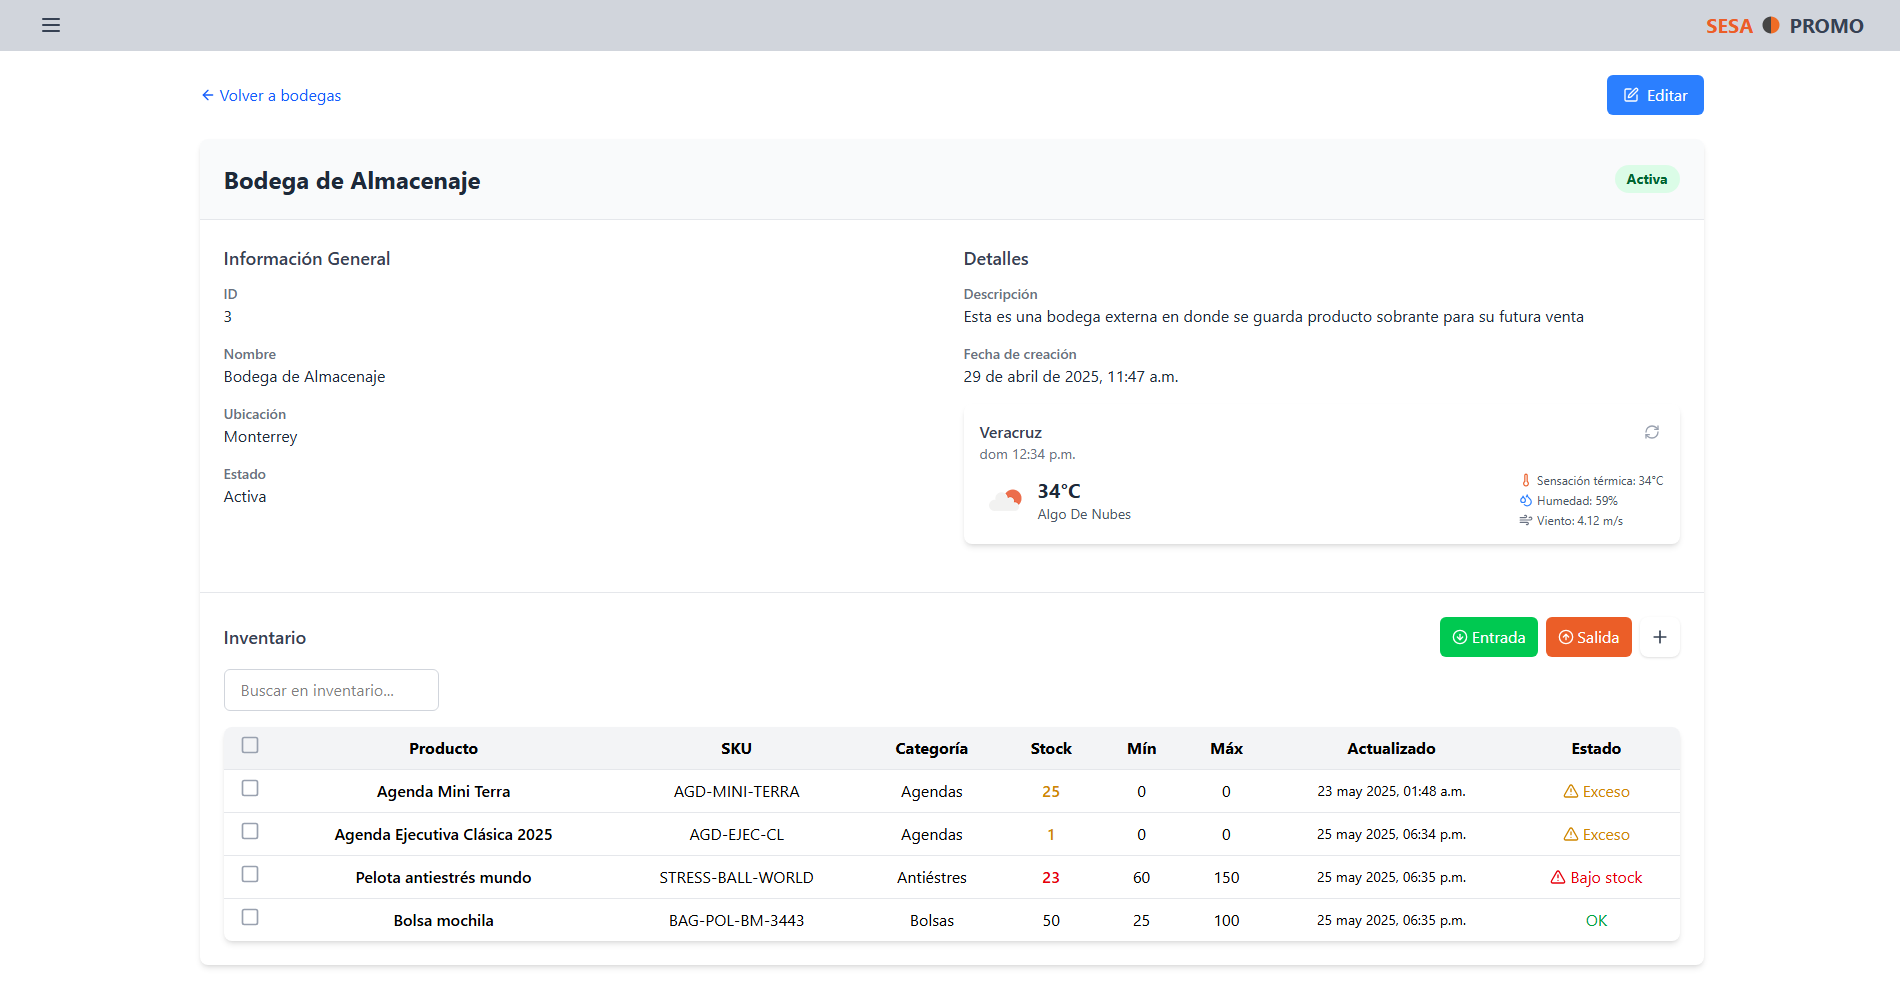 SESA PROMO
Volver a bodegas
Editar
Bodega de Almacenaje
Activa
Información General
ID
3
Nombre
Bodega de Almacenaje
Ubicación
Monterrey
Estado
Activa
Detalles
Descripción
Esta es una bodega externa en donde se guarda producto sobrante para su futura venta
Fecha de creación
29 de abril de 2025, 11:47 a.m.
Veracruz
dom 12:34 p.m.
34°C
Algo De Nubes
Sensación térmica: 34°C
Humedad: 59%
Viento: 4.12 m/s
Inventario
Entrada
Salida
Buscar en inventario...
Producto SKU Categoría Stock Mín Máx Actualizado Estado
Agenda Mini Terra AGD-MINI-TERRA Agendas 25 0 0 23 may 2025, 01:48 a.m. Exceso
Agenda Ejecutiva Clásica 2025 AGD-EJEC-CL Agendas 1 0 0 25 may 2025, 06:34 p.m. Exceso
Pelota antiestrés mundo STRESS-BALL-WORLD Antiéstres 23 60 150 25 may 2025, 06:35 p.m. Bajo stock
Bolsa mochila BAG-POL-BM-3443 Bolsas 50 25 100 25 may 2025, 06:35 p.m. OK